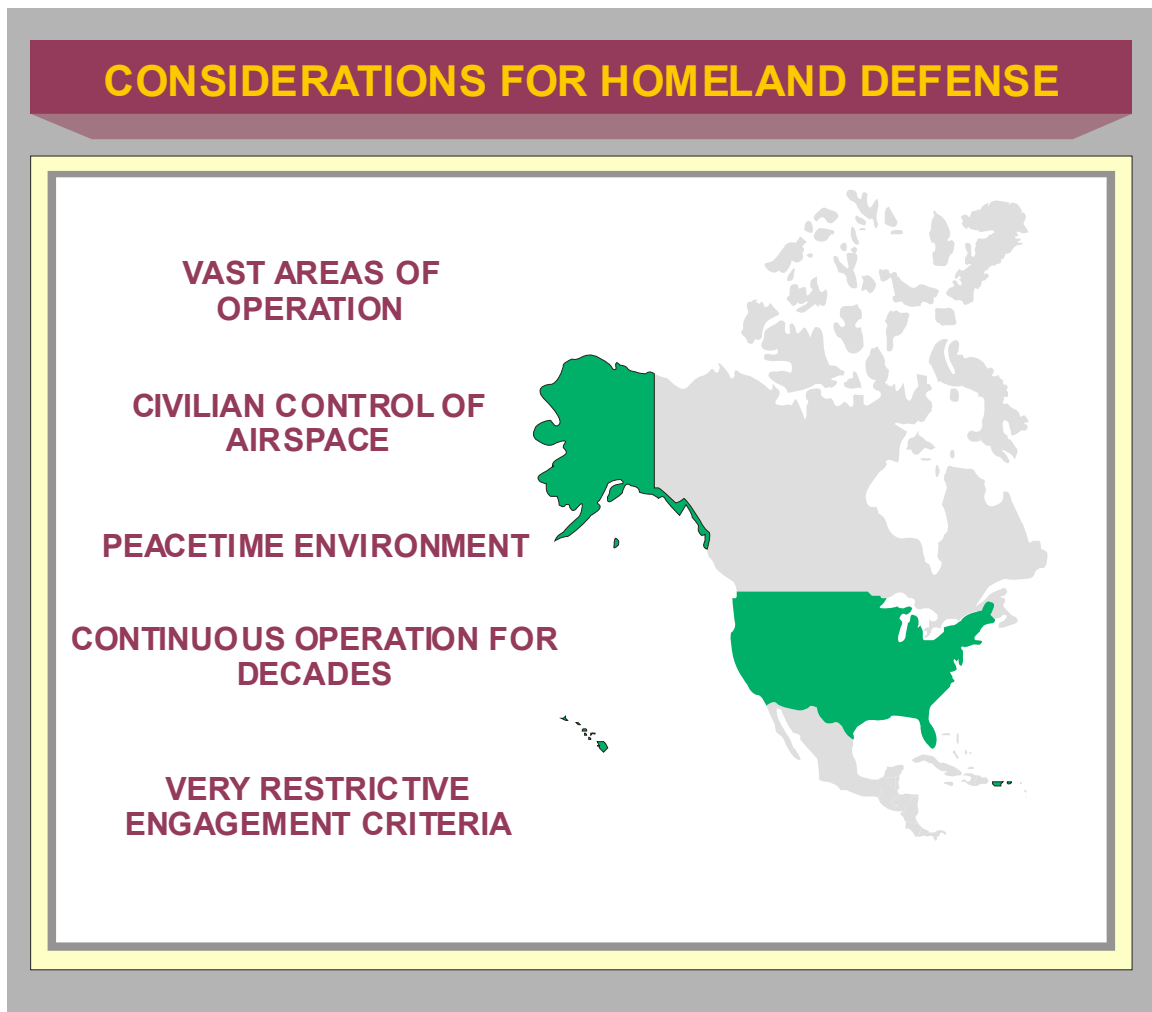 CONSIDERATIONS FOR HOMELAND DEFENSE
VAST AREAS OF
OPERATION
CIVILIAN CONTROL OF
AIRSPACE
PEACETIME ENVIRONMENT
CONTINUOUS OPERATION FOR
DECADES
VERY RESTRICTIVE
ENGAGEMENT CRITERIA